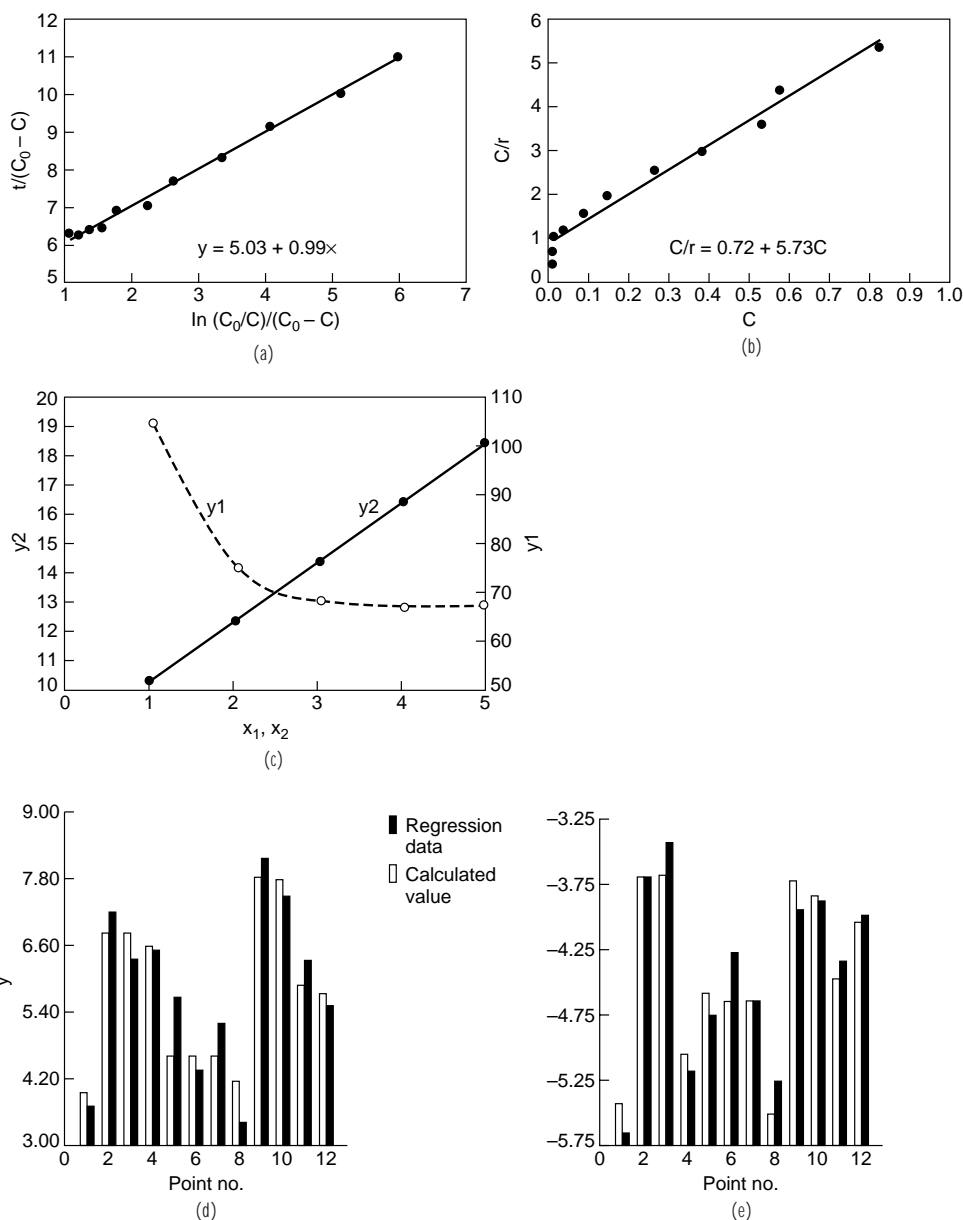 12
11
10
9
8
7
6
5
t/(C₀ – C)
y = 5.03 + 0.99×
1 2 3 4 5 6 7
ln (C₀/C)/(C₀ – C)
(a)
6
5
4
3
2
1
0
C/r
C/r = 0.72 + 5.73C
0.0 0.1 0.2 0.3 0.4 0.5 0.6 0.7 0.8 0.9 1.0
C
(b)
20
19
18
17
16
15
14
13
12
11
10
y2
y1
y2
110
100
90
80
70
60
50
y1
0 1 2 3 4 5
x₁, x₂
(c)
9.00
7.80
6.60
5.40
4.20
3.00
y
0 2 4 6 8 10 12
Point no.
(d)
Regression
data
Calculated
value
–3.25
–3.75
–4.25
–4.75
–5.25
–5.75
0 2 4 6 8 10 12
Point no.
(e)